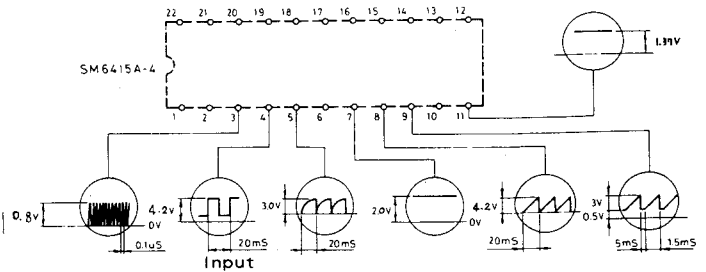 22 21 20 19 18 17 16 15 14 13 12
1.39V
SM6415A-4
1 2 3 4 5 6 7 8 9 10 11
0.8V
0V
0.1uS
4.2V
20mS
Input
3.0V
20mS
2.0V
0V
4.2V
20mS
3V
0.5V
5mS
1.5mS